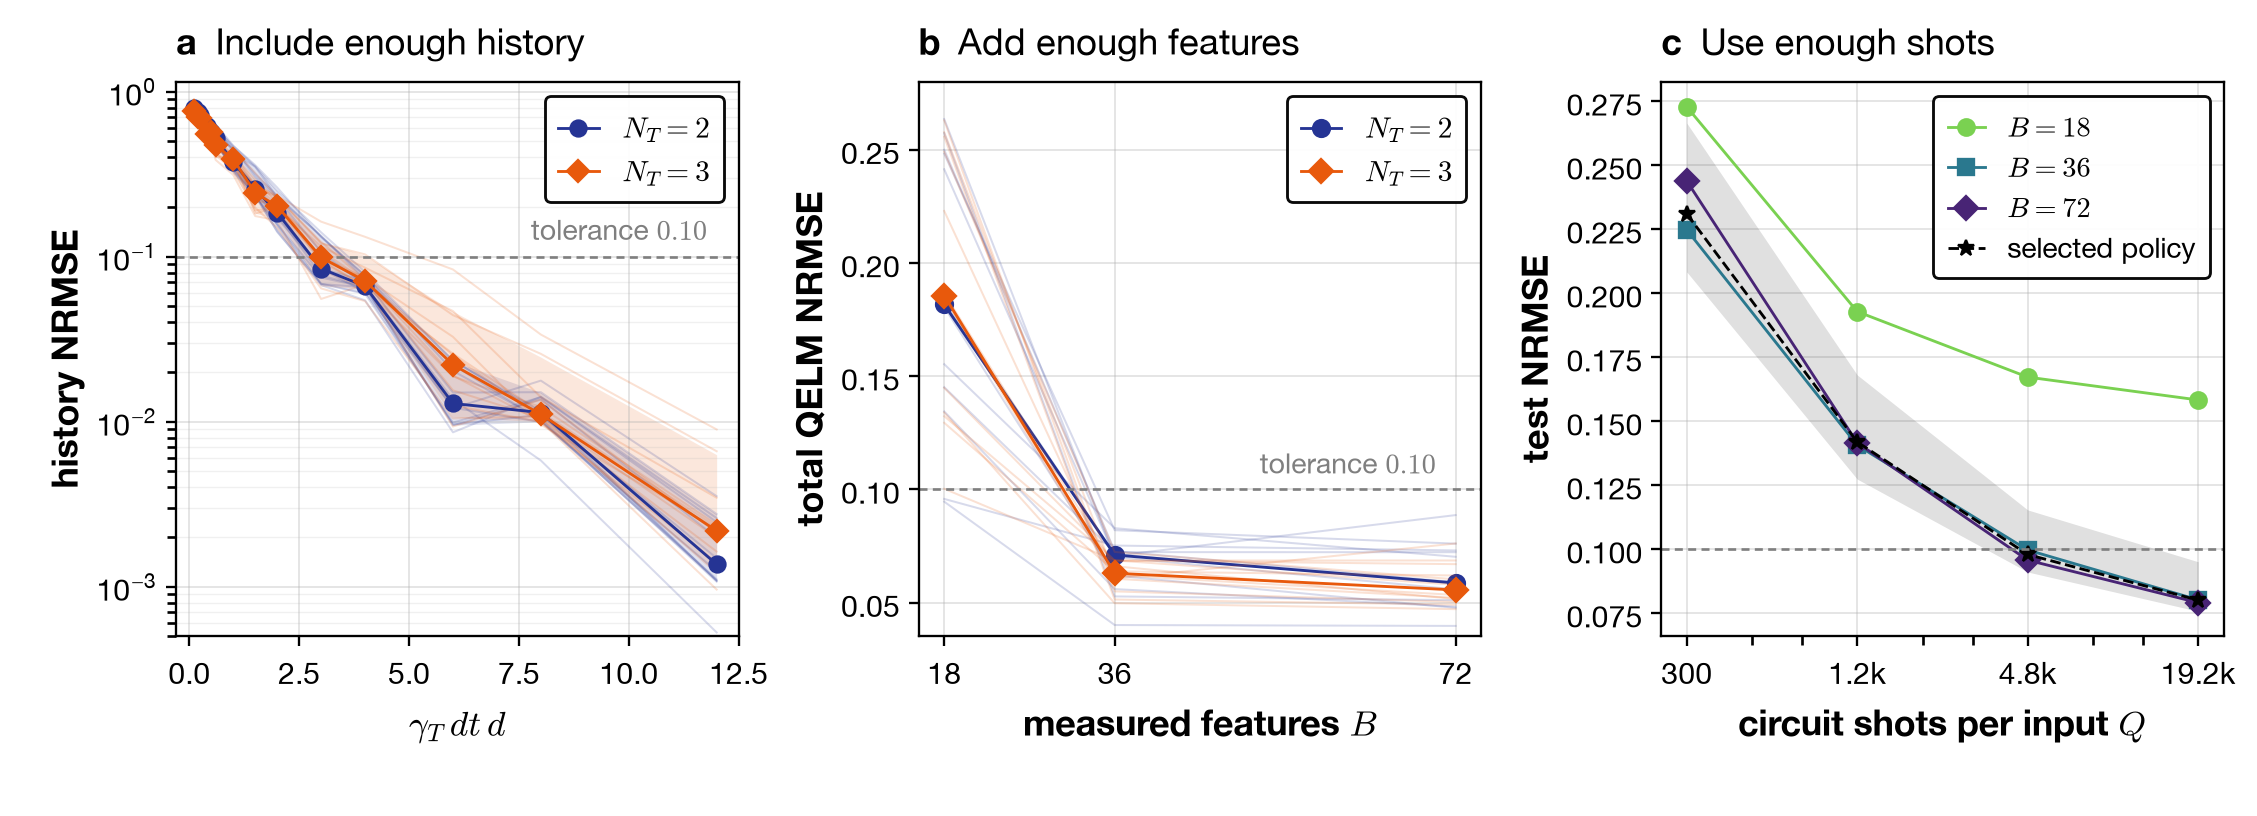 a Include enough history
10⁰
10⁻¹
10⁻²
10⁻³
history NRMSE
N_T = 2
N_T = 3
tolerance 0.10
0.0 2.5 5.0 7.5 10.0 12.5
γ_T dt d
b Add enough features
0.25
0.20
0.15
0.10
0.05
total QELM NRMSE
N_T = 2
N_T = 3
tolerance 0.10
18 36 72
measured features B
c Use enough shots
0.275
0.250
0.225
0.200
0.175
0.150
0.125
0.100
0.075
test NRMSE
B = 18
B = 36
B = 72
selected policy
300 1.2k 4.8k 19.2k
circuit shots per input Q